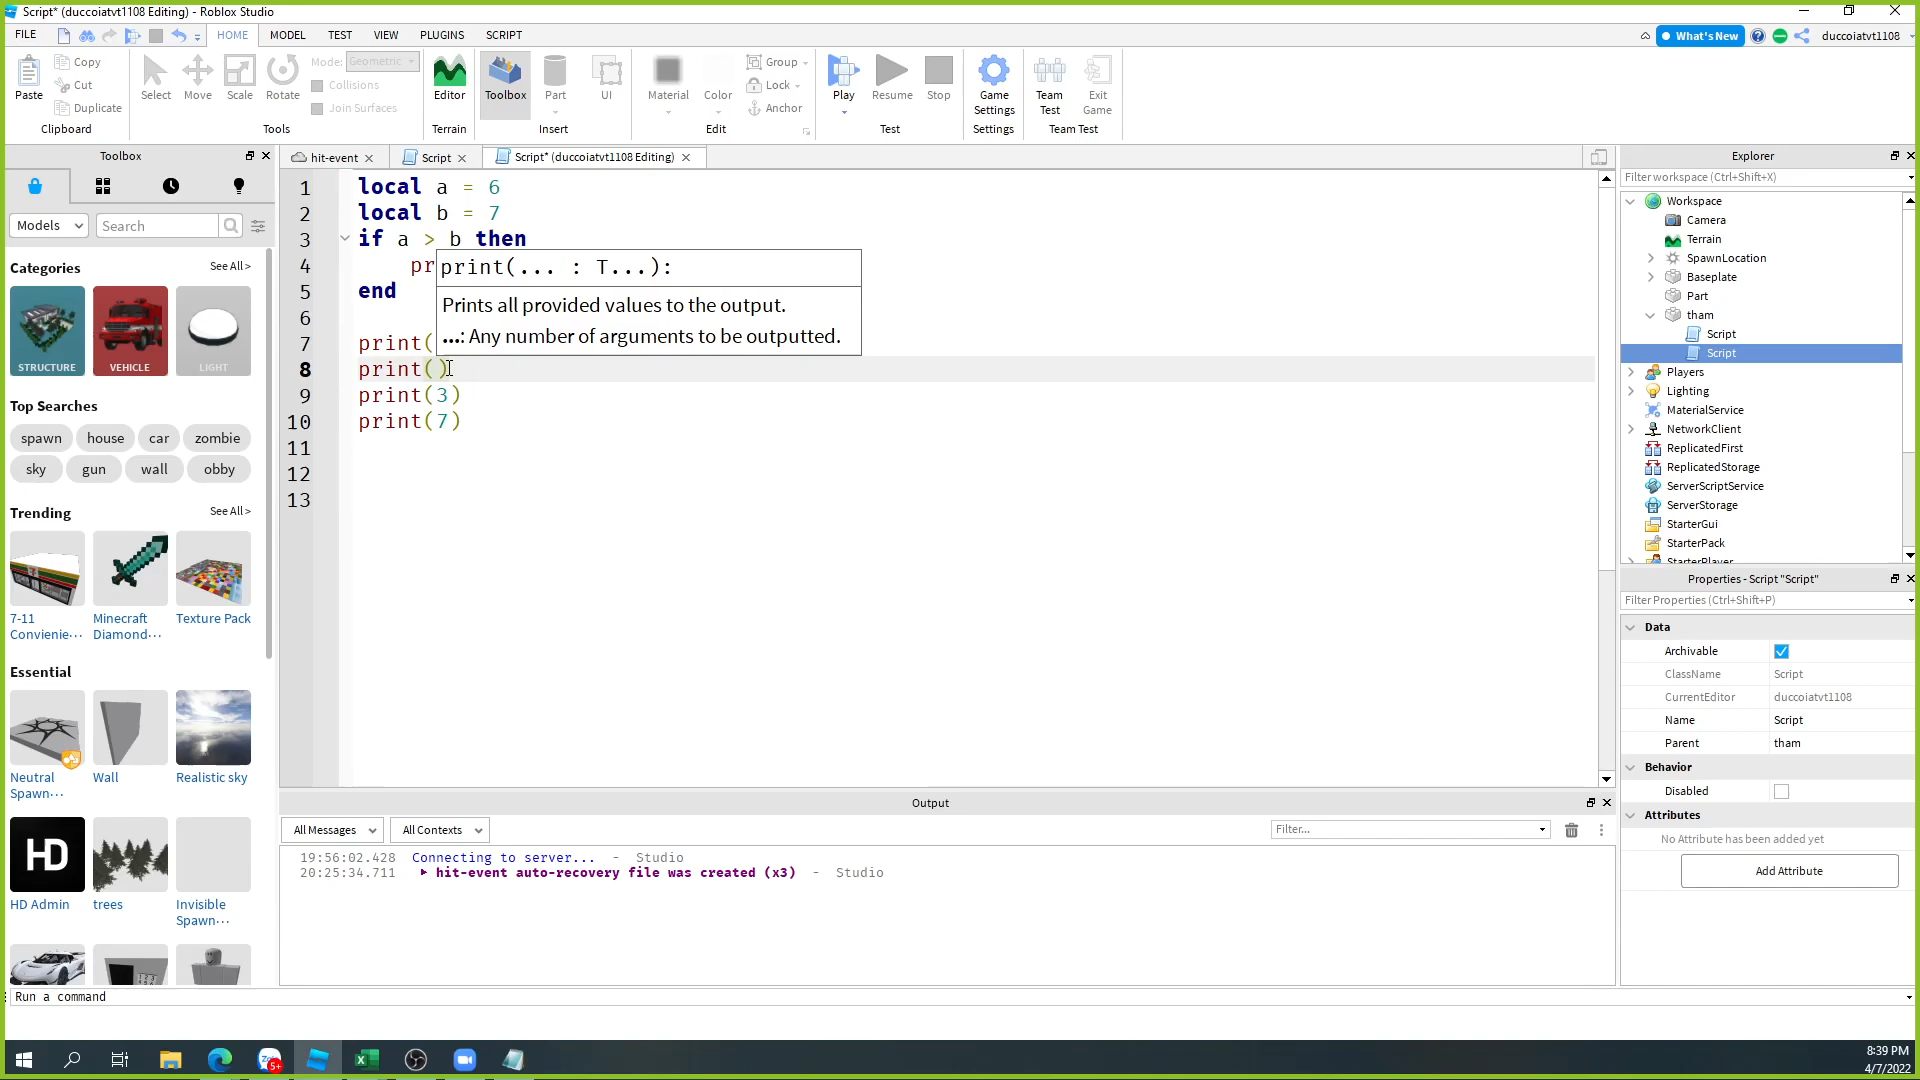 Script* (duccoiatvt1108 Editing) - Roblox Studio
FILE HOME MODEL TEST VIEW PLUGINS SCRIPT
What's New duccoiatvt1108
Paste Copy Cut Duplicate
Clipboard
Select Move Scale Rotate
Mode: Geometric
Collisions
Join Surfaces
Tools
Editor
Terrain
Toolbox Part UI
Insert
Material Color Group Lock Anchor
Edit
Play Resume Stop
Test
Game Settings
Settings
Team Test Exit Game
Team Test
Toolbox
Models Search
Categories See All >
STRUCTURE VEHICLE LIGHT
Top Searches
spawn house car zombie
sky gun wall obby
Trending See All >
7-11 Convienie··· Minecraft Diamond··· Texture Pack
Essential
Neutral Spawn··· Wall Realistic sky
HD
HD Admin trees Invisible Spawn···
hit-event Script Script* (duccoiatvt1108 Editing)
1 local a = 6
2 local b = 7
3 if a > b then
4 pr
5 end
6
7 print(
8 print()
9 print(3)
10 print(7)
11
12
13
print(... : T...):
Prints all provided values to the output.
...: Any number of arguments to be outputted.
Output
All Messages All Contexts Filter...
19:56:02.428 Connecting to server... - Studio
20:25:34.711 hit-event auto-recovery file was created (x3) - Studio
Run a command
Explorer
Filter workspace (Ctrl+Shift+X)
Workspace
Camera
Terrain
SpawnLocation
Baseplate
Part
tham
Script
Script
Players
Lighting
MaterialService
NetworkClient
ReplicatedFirst
ReplicatedStorage
ServerScriptService
ServerStorage
StarterGui
StarterPack
StarterPlayer
Properties - Script "Script"
Filter Properties (Ctrl+Shift+P)
Data
Archivable
ClassName Script
CurrentEditor duccoiatvt1108
Name Script
Parent tham
Behavior
Disabled
Attributes
No Attribute has been added yet
Add Attribute
5+
8:39 PM
4/7/2022